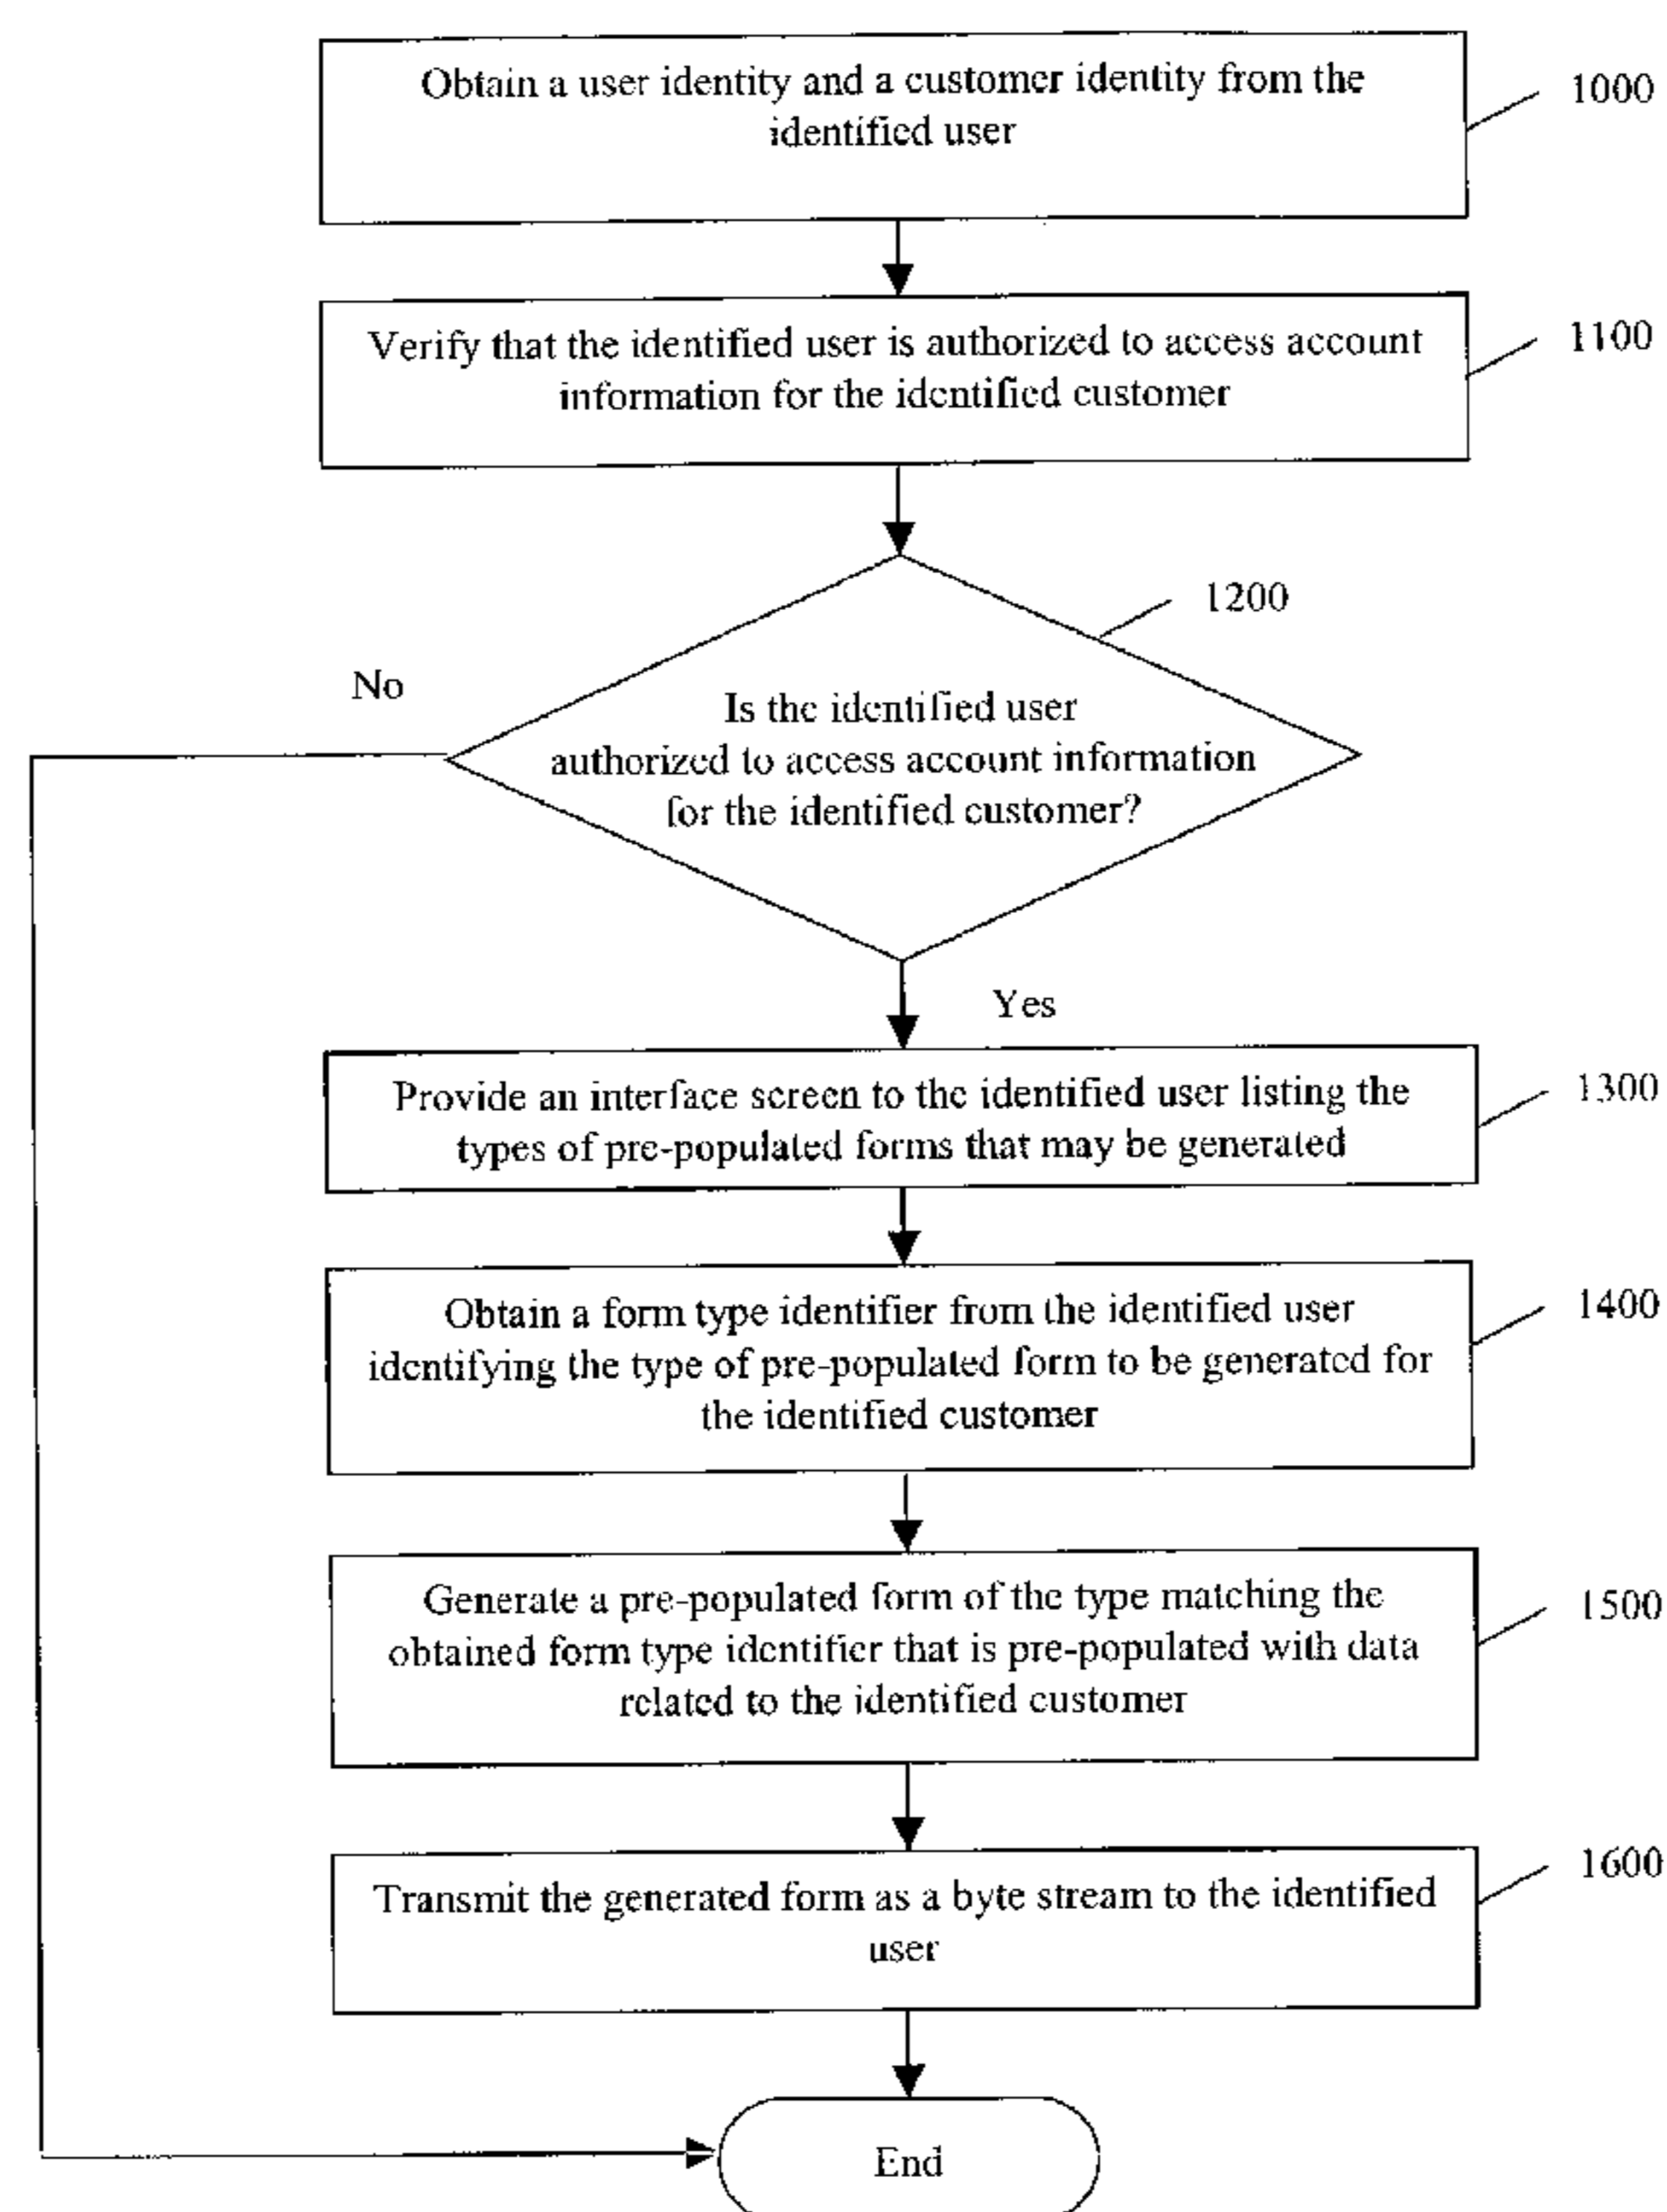 Obtain a user identity and a customer identity from the
identified user
1000
Verify that the identified user is authorized to access account
information for the identified customer
1100
1200
No
Is the identified user
authorized to access account information
for the identified customer?
Yes
Provide an interface screen to the identified user listing the
types of pre-populated forms that may be generated
1300
Obtain a form type identifier from the identified user
identifying the type of pre-populated form to be generated for
the identified customer
1400
Generate a pre-populated form of the type matching the
obtained form type identifier that is pre-populated with data
related to the identified customer
1500
Transmit the generated form as a byte stream to the identified
user
1600
End